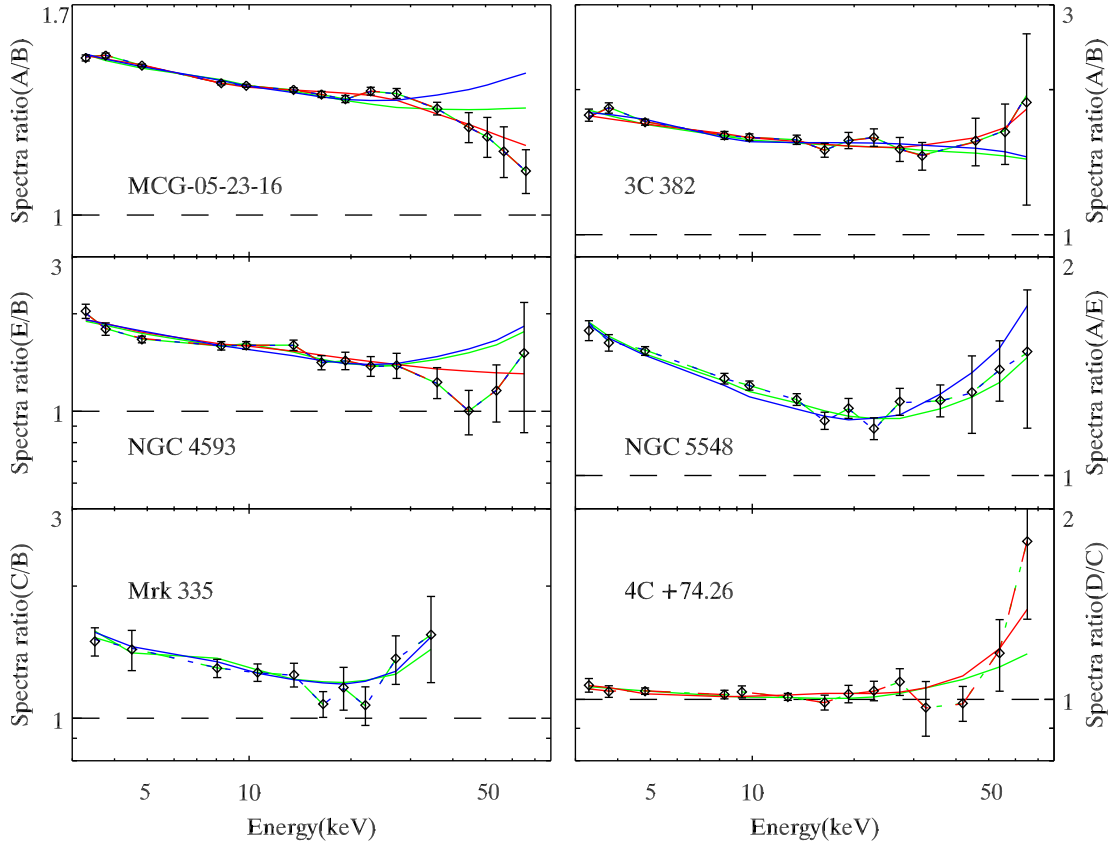 1.7
Spectra ratio(A/B)
1
MCG-05-23-16
3
Spectra ratio(A/B)
1
3C 382
3
Spectra ratio(E/B)
1
NGC 4593
2
Spectra ratio(A/E)
1
NGC 5548
3
Spectra ratio(C/B)
1
Mrk 335
2
Spectra ratio(D/C)
1
4C +74.26
5 10 50
5 10 50
Energy(keV)
Energy(keV)